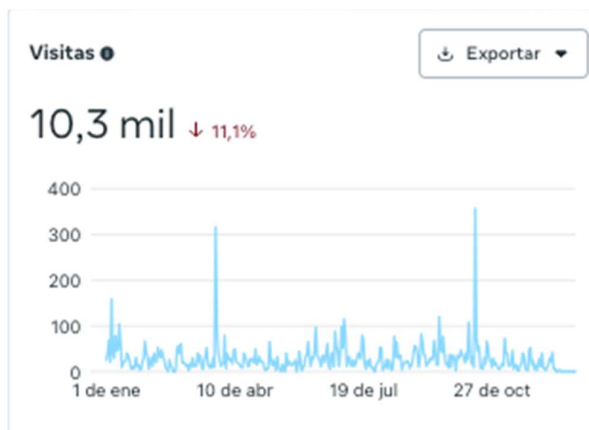 Visitas
Exportar
10,3 mil ↓ 11,1%
400
300
200
100
0
1 de ene 10 de abr 19 de jul 27 de oct